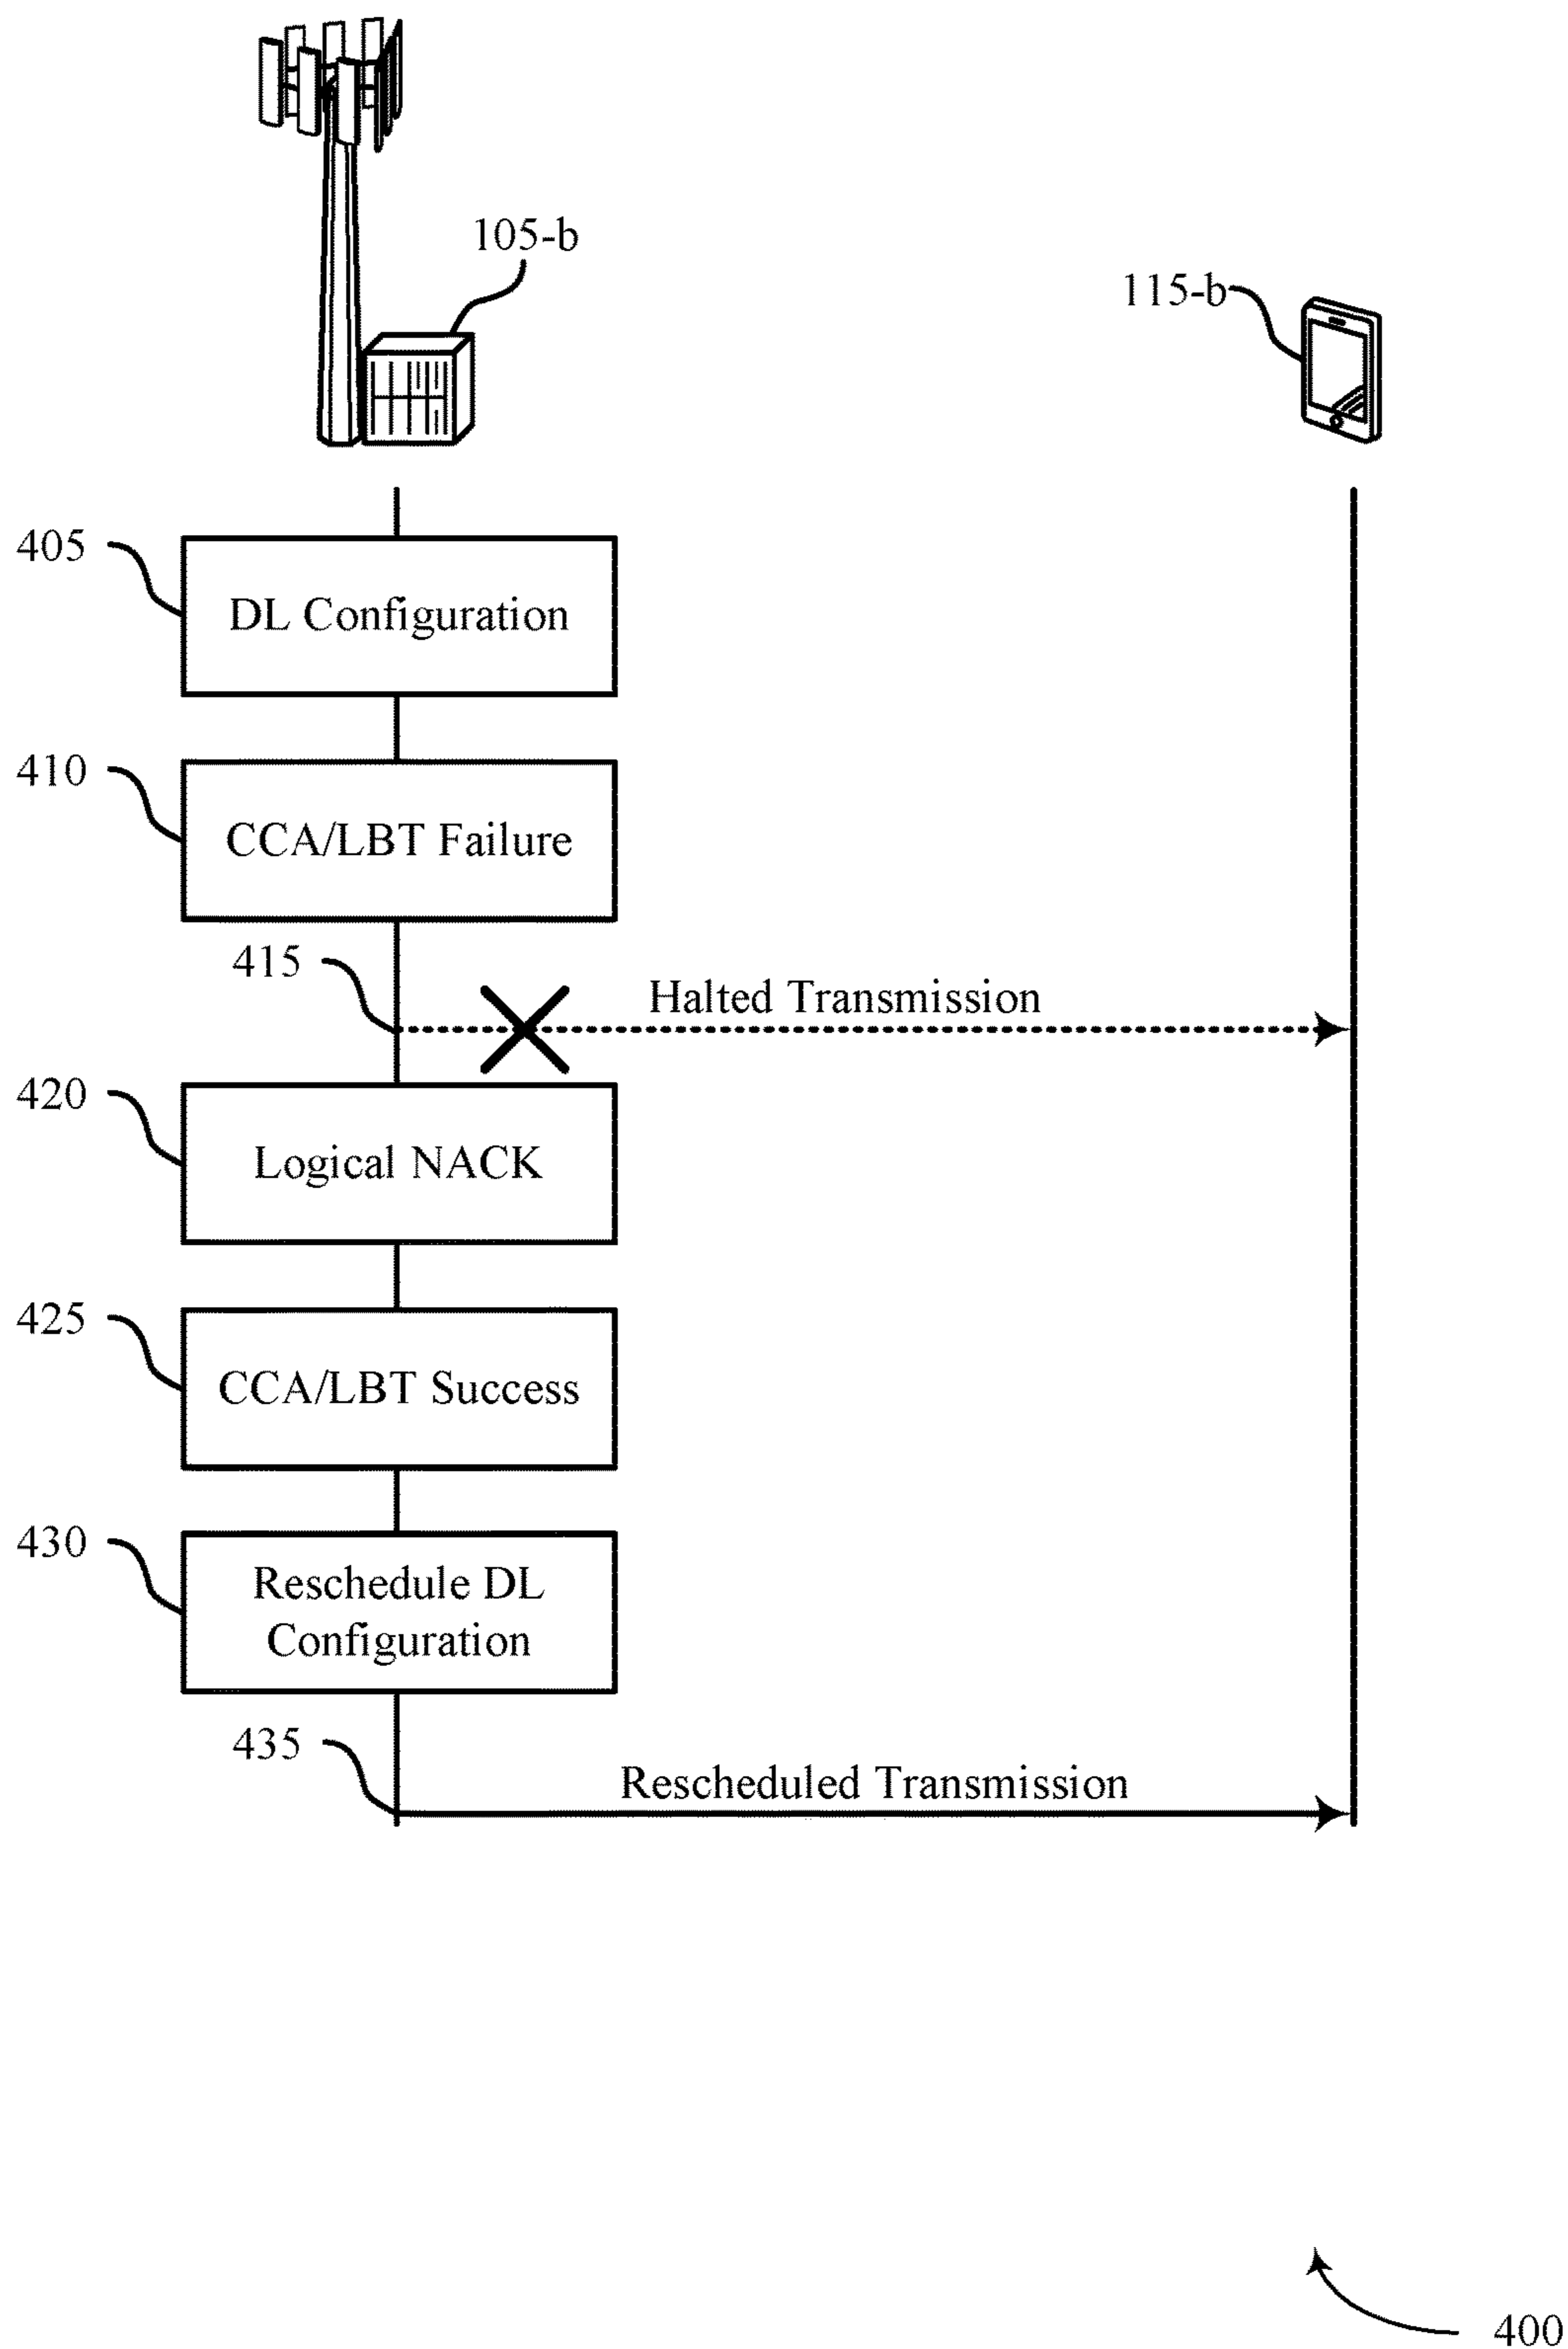 105-b
115-b
405
DL Configuration
410
CCA/LBT Failure
415
Halted Transmission
420
Logical NACK
425
CCA/LBT Success
430
Reschedule DL
Configuration
435
Rescheduled Transmission
400